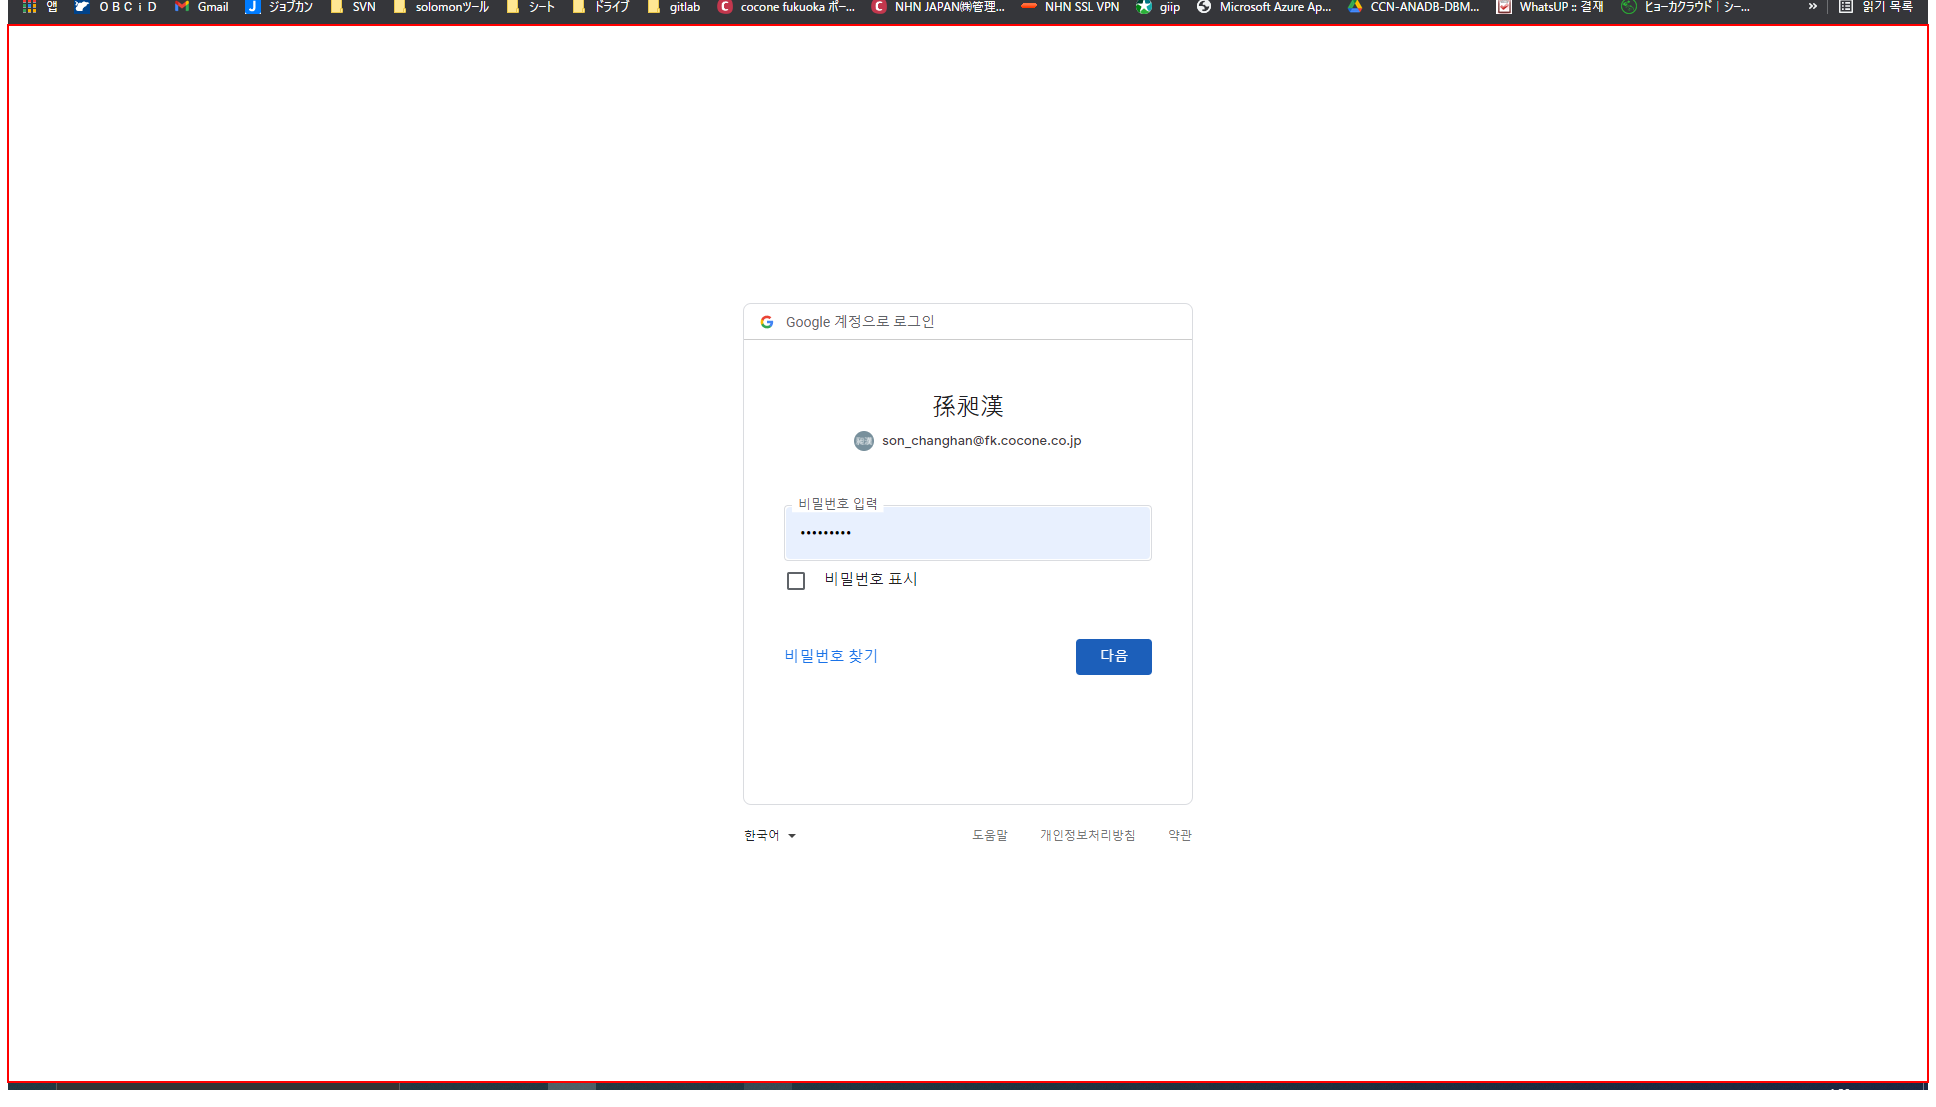 앱 ＯＢＣｉＤ Gmail ジョブカン SVN solomonツール シート ドライブ gitlab cocone fukuoka ポー... NHN JAPAN㈱管理... NHN SSL VPN giip Microsoft Azure Ap... CCN-ANADB-DBM... WhatsUP :: 결재 ヒョーカクラウド | シー... » 읽기 목록
Google 계정으로 로그인
孫昶漢
son_changhan@fk.cocone.co.jp
비밀번호 입력
•••••••••
비밀번호 표시
비밀번호 찾기 다음
한국어 도움말 개인정보처리방침 약관